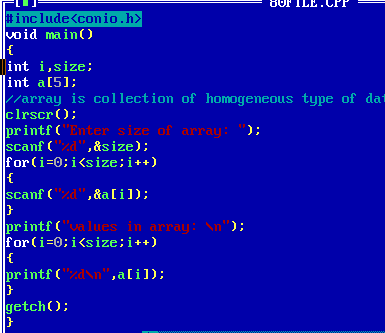 80FILE.CPP
#include<conio.h>
void main()
{
int i,size;
int a[5];
//array is collection of homogeneous type of dat
clrscr();
printf("Enter size of array: ");
scanf("%d",&size);
for(i=0;i<size;i++)
{
scanf("%d",&a[i]);
}
printf("values in array: \n");
for(i=0;i<size;i++)
{
printf("%d\n",a[i]);
}
getch();
}